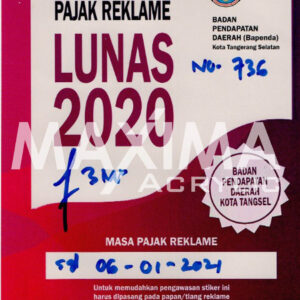 PAJAK REKLAME
LUNAS
2020
BADAN
PENDAPATAN
DAERAH (Bapenda)
Kota Tangerang Selatan
No. 736
MAXIMA
ACRYLIC
BADAN
PENDAPATAN
DAERAH
KOTA TANGSEL
MASA PAJAK REKLAME
sd 06-01-2021
Untuk memudahkan pengawasan stiker ini
harus dipasang pada papan/tiang reklame